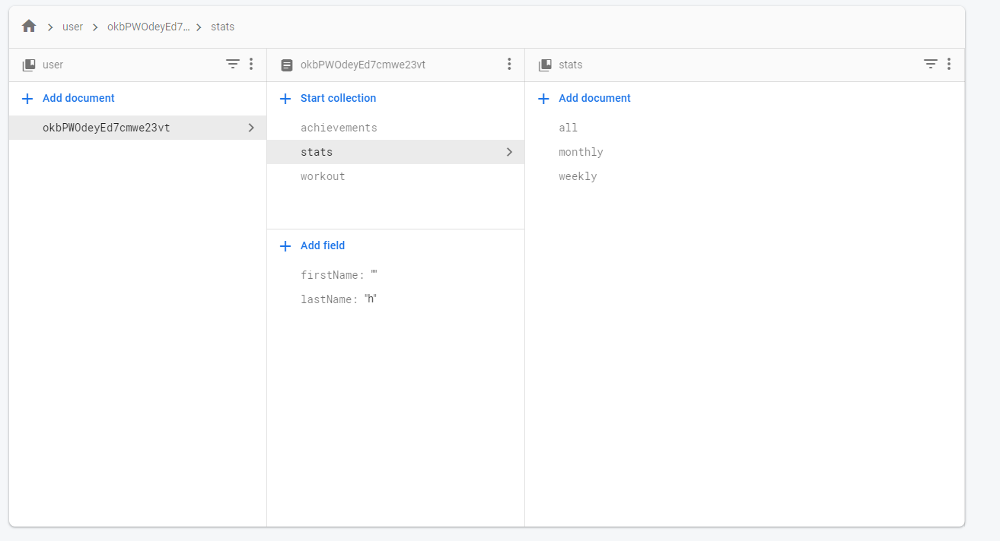 user okbPWOdeyEd7... stats
user
okbPWOdeyEd7cmwe23vt
stats
Add document
okbPWOdeyEd7cmwe23vt
Start collection
achievements
stats
workout
Add field
firstName: ""
lastName: "h"
Add document
all
monthly
weekly